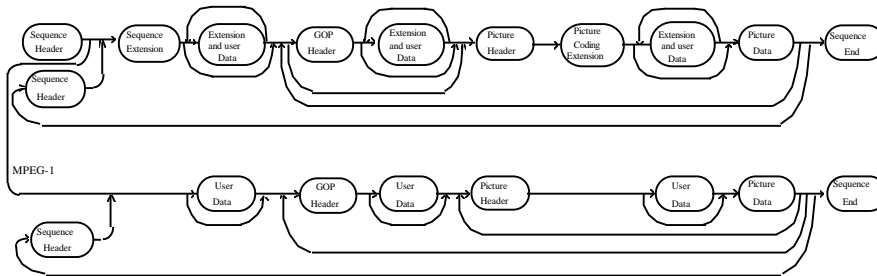 Sequence
Header
Sequence
Extension
Extension
and user
Data
GOP
Header
Extension
and user
Data
Picture
Header
Picture
Coding
Extension
Extension
and user
Data
Picture
Data
Sequence
End
Sequence
Header
MPEG-1
User
Data
GOP
Header
User
Data
Picture
Header
User
Data
Picture
Data
Sequence
End
Sequence
Header